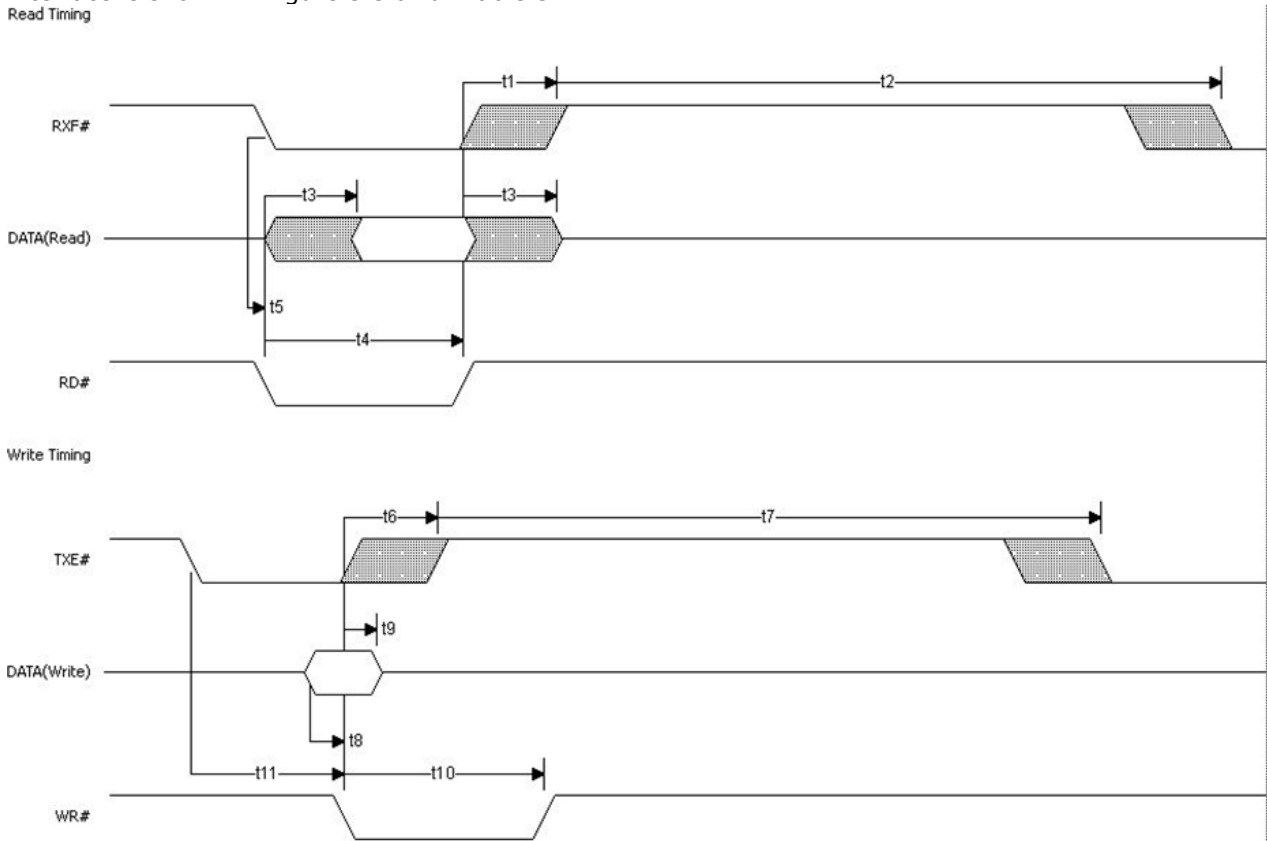 Read Timing
t1
t2
RXF#
t3
t3
DATA(Read)
t5
t4
RD#
Write Timing
t6
t7
TXE#
t9
DATA(Write)
t8
t11
t10
WR#